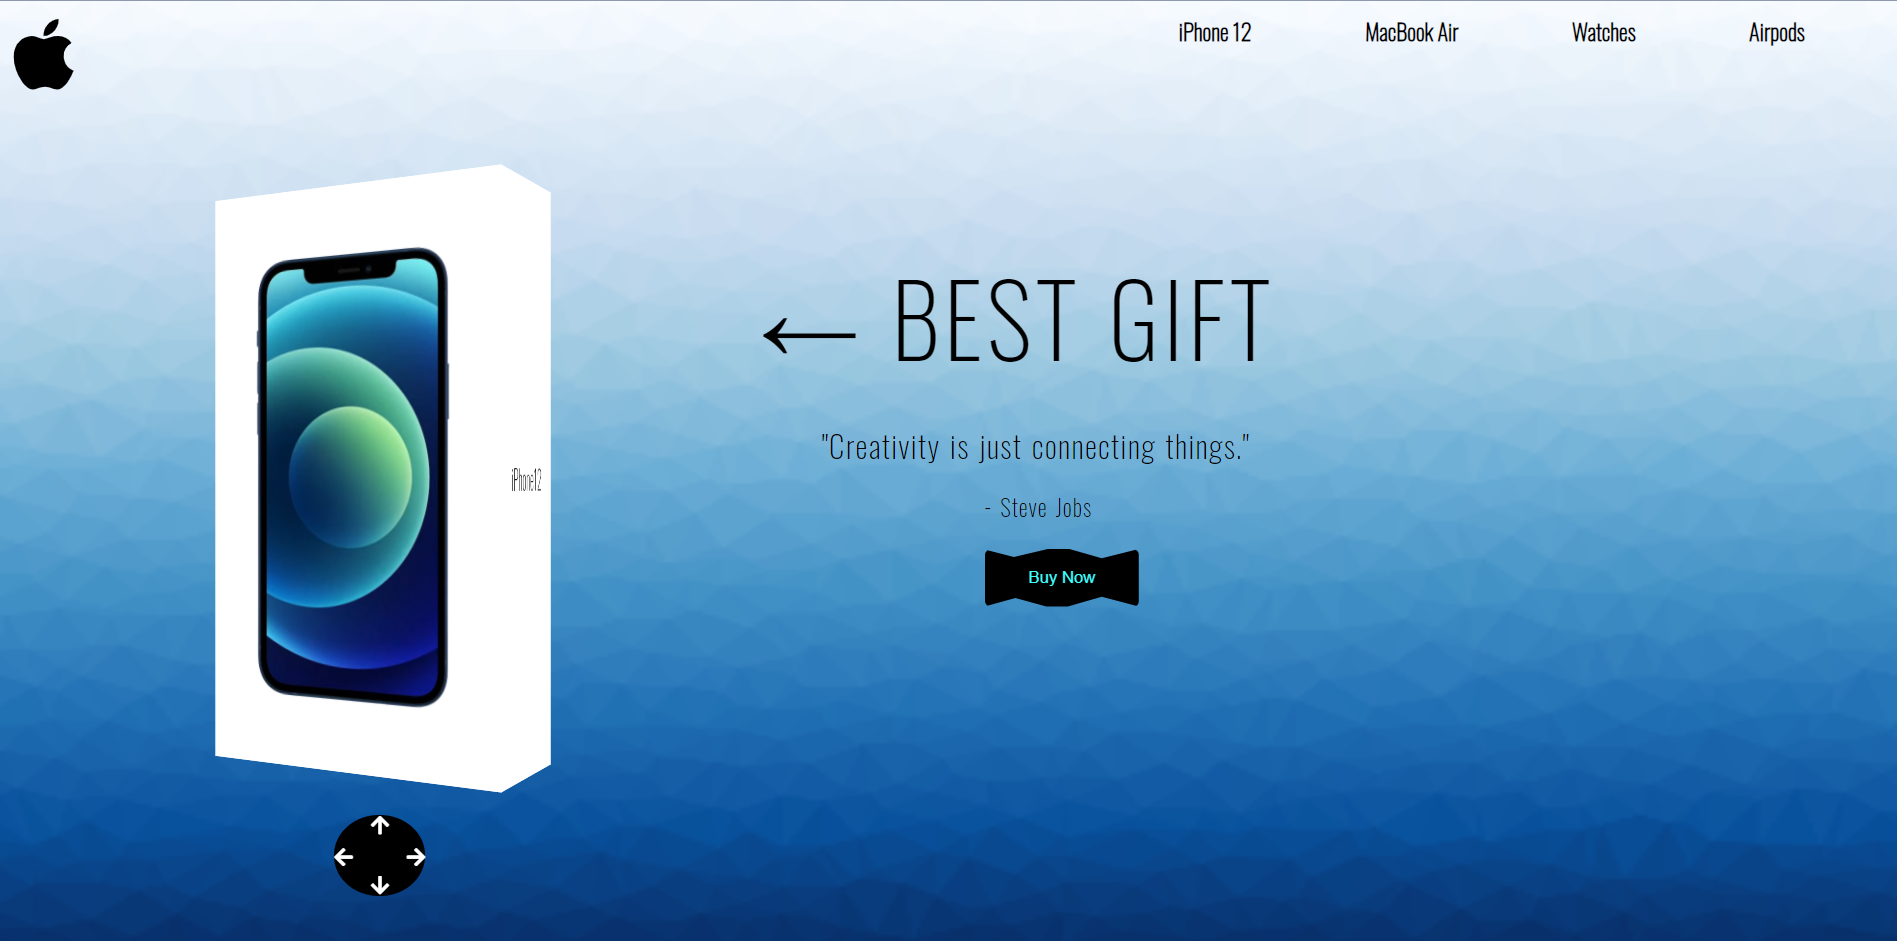 iPhone 12 MacBook Air Watches Airpods
← BEST GIFT
"Creativity is just connecting things."
iPhone12
- Steve Jobs
Buy Now